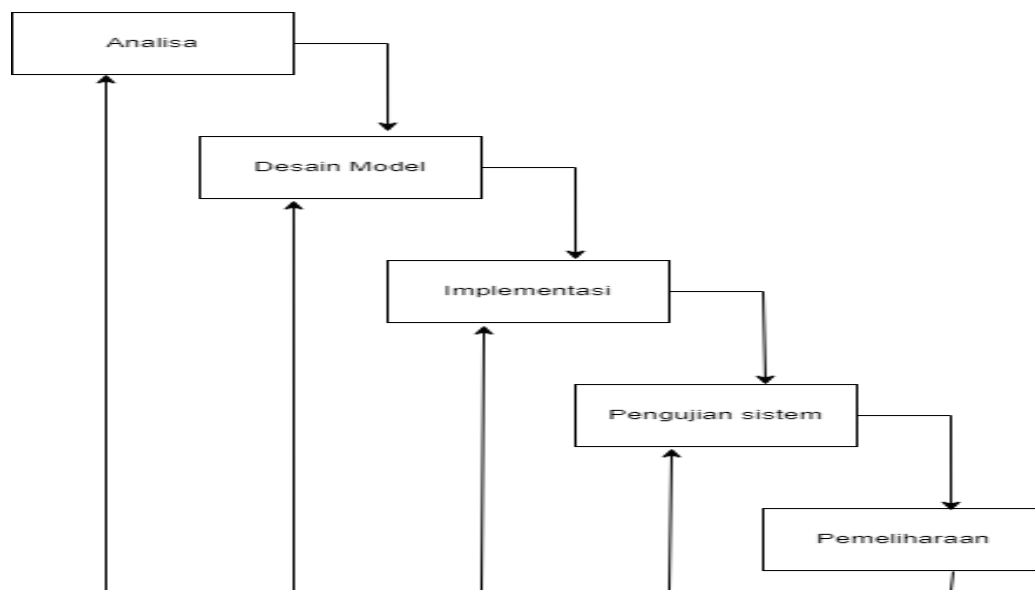 Analisa
Desain Model
Implementasi
Pengujian sistem
Pemeliharaan